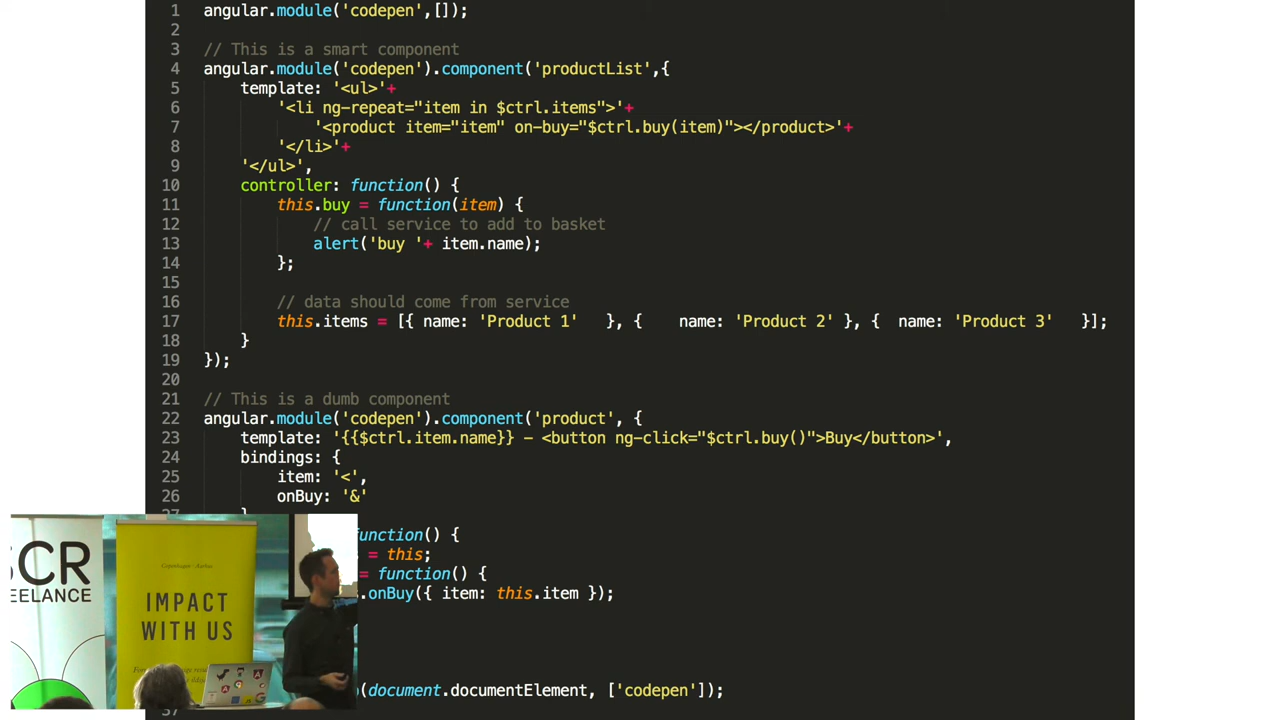 1 angular.module('codepen',[]);
2
3 // This is a smart component
4 angular.module('codepen').component('productList',{
5 template: '<ul>'+
6 '<li ng-repeat="item in $ctrl.items">'+
7 '<product item="item" on-buy="$ctrl.buy(item)"></product>'+
8 '</li>'+
9 '</ul>',
10 controller: function() {
11 this.buy = function(item) {
12 // call service to add to basket
13 alert('buy '+ item.name);
14 };
15
16 // data should come from service
17 this.items = [{ name: 'Product 1' }, { name: 'Product 2' }, { name: 'Product 3' }];
18 }
19 });
20
21 // This is a dumb component
22 angular.module('codepen').component('product', {
23 template: '{{$ctrl.item.name}} - <button ng-click="$ctrl.buy()">Buy</button>',
24 bindings: {
25 item: '<',
26 onBuy: '&'
function() {
= this;
= function() {
.onBuy({ item: this.item });
(document.documentElement, ['codepen']);
37
SCR
EELANCE
Copenhagen - Aarhus
IMPACT
WITH US